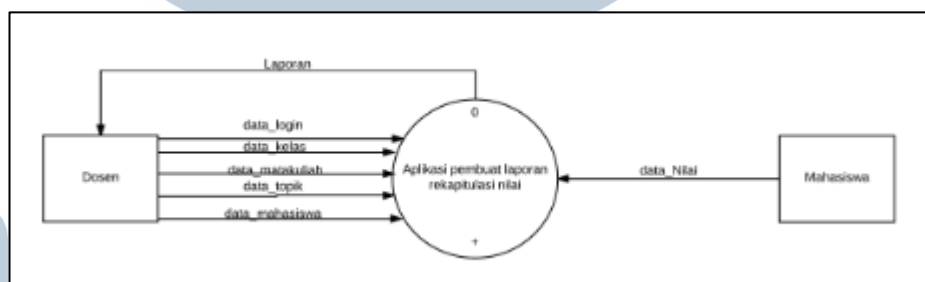 Laporan
0
data_login
data_kelas
data_matakuliah
data_topik
data_mahasiswa
Dosen
Aplikasi pembuat laporan
rekapitulasi nilai
+
data_Nilai
Mahasiswa